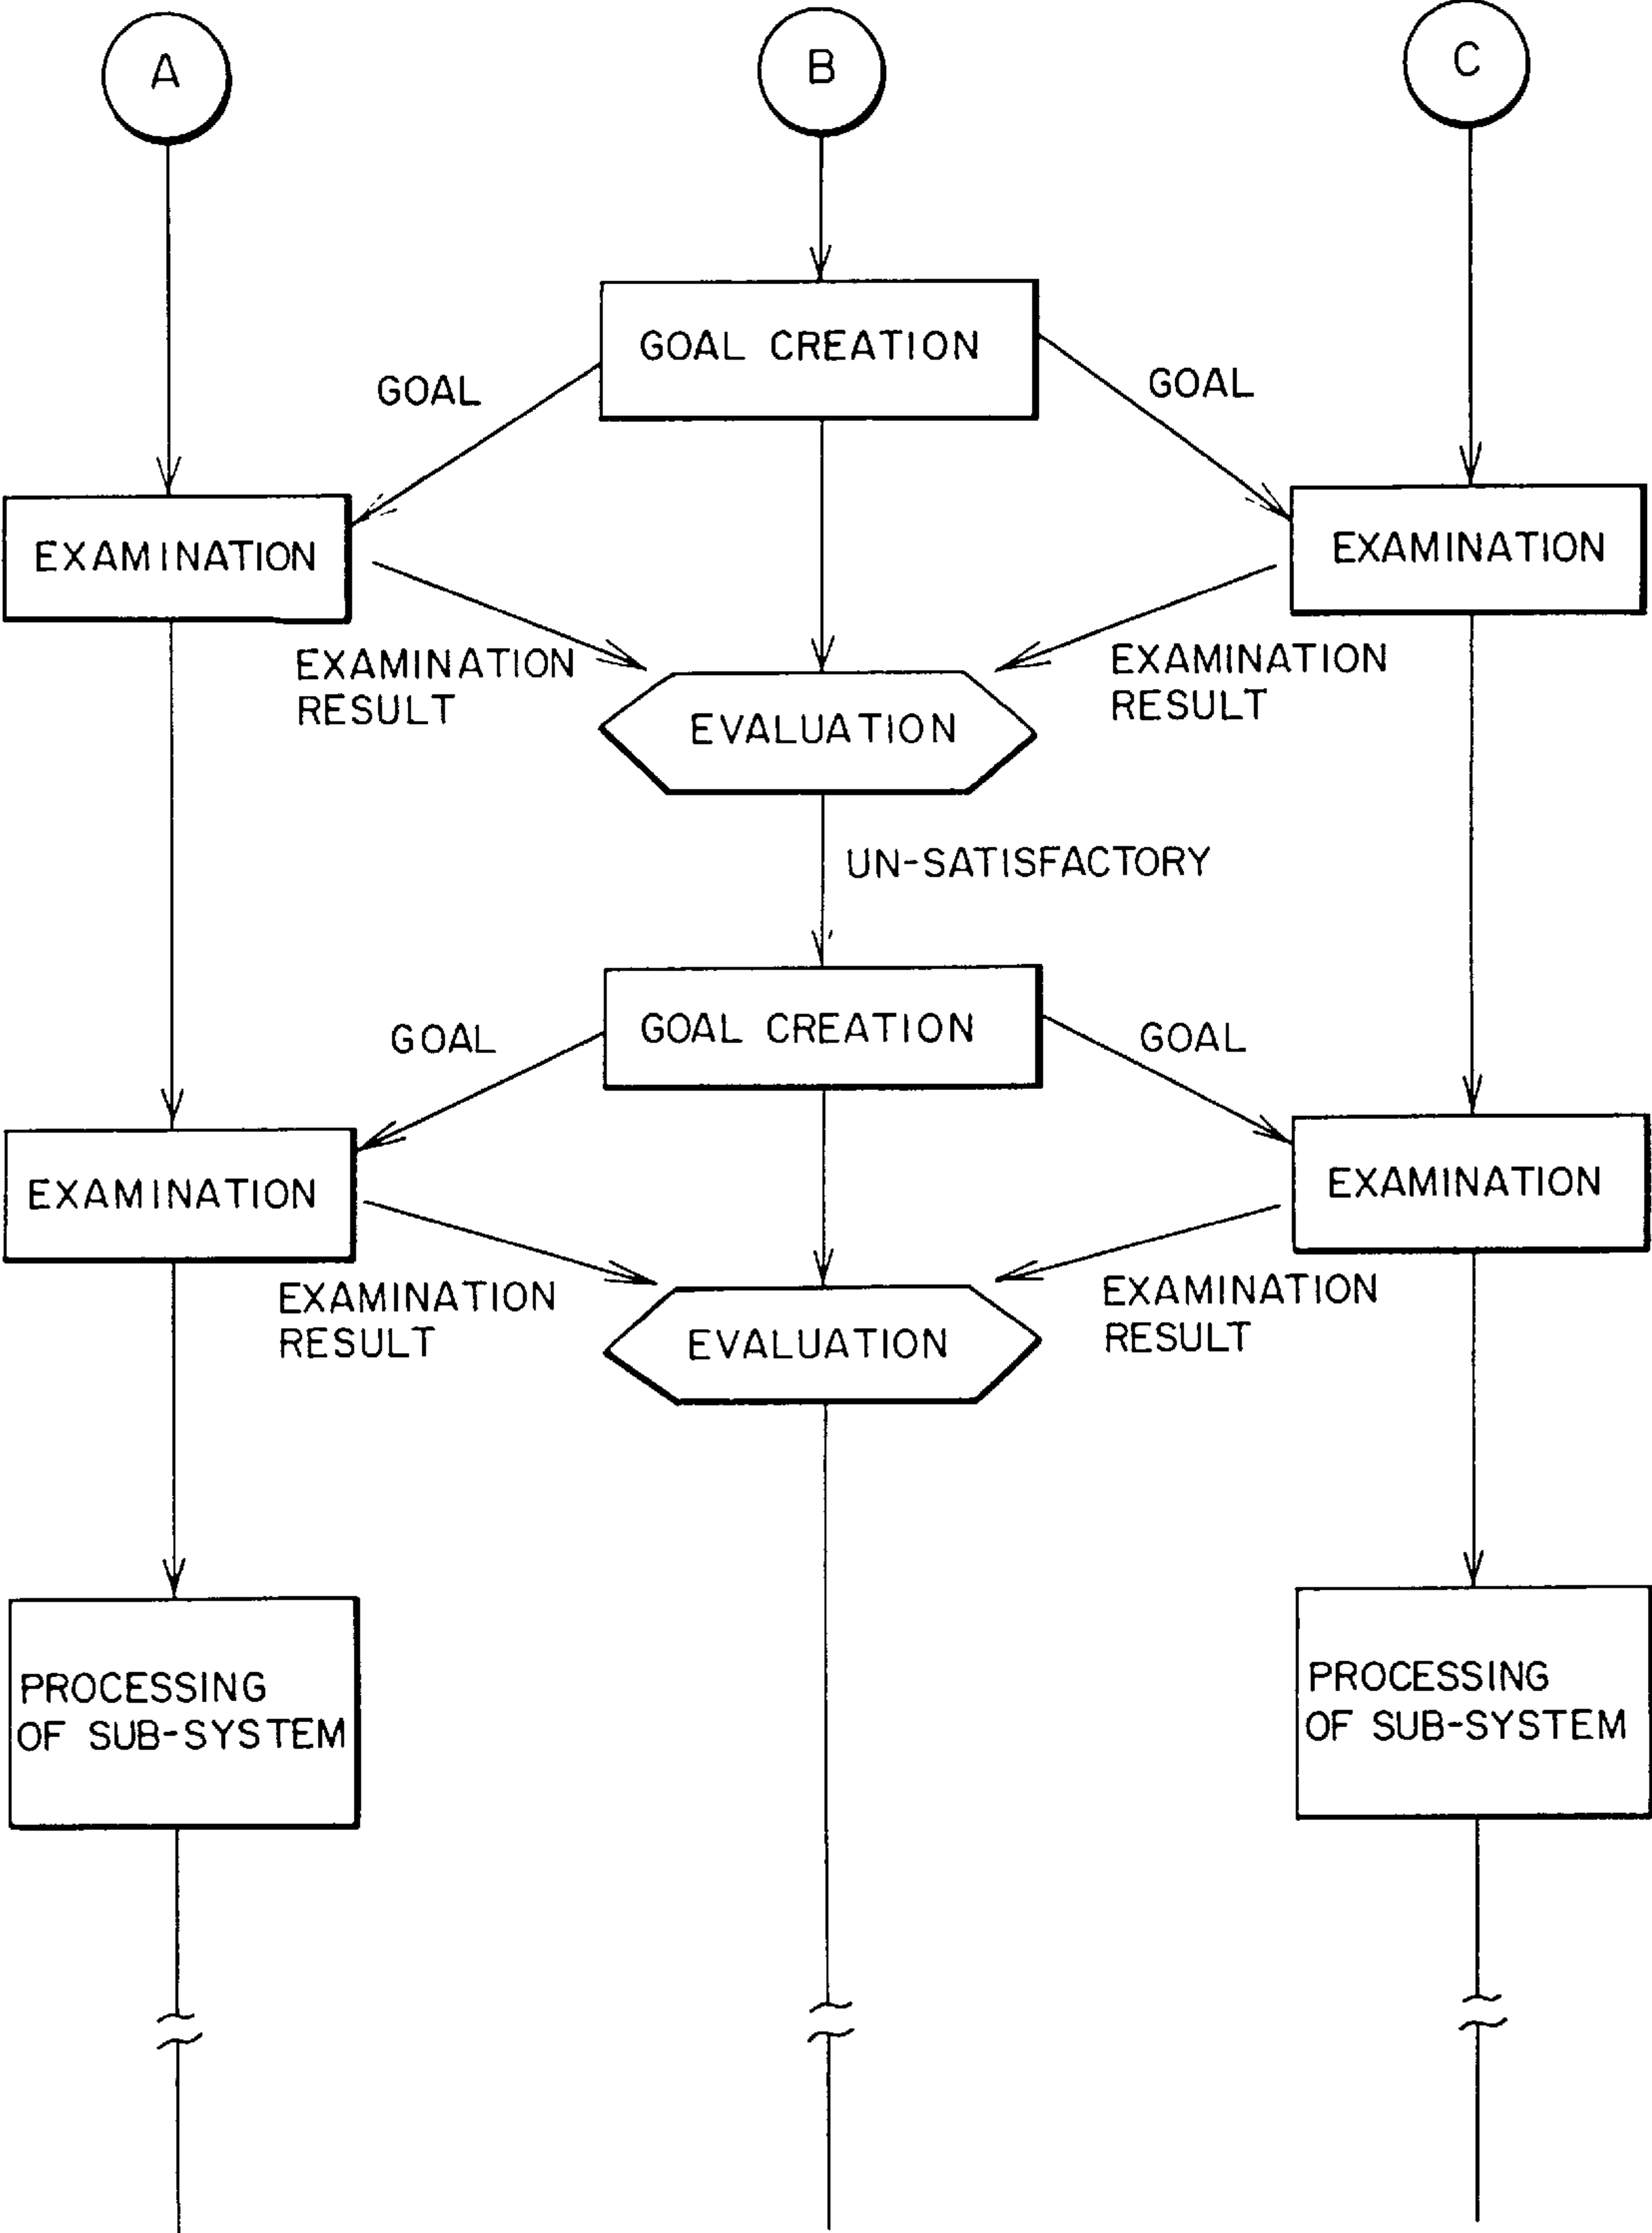 A
B
C
GOAL CREATION
GOAL
GOAL
EXAMINATION
EXAMINATION
EXAMINATION
RESULT
EXAMINATION
RESULT
EVALUATION
UN-SATISFACTORY
GOAL CREATION
GOAL
GOAL
EXAMINATION
EXAMINATION
EXAMINATION
RESULT
EXAMINATION
RESULT
EVALUATION
PROCESSING
OF SUB-SYSTEM
PROCESSING
OF SUB-SYSTEM